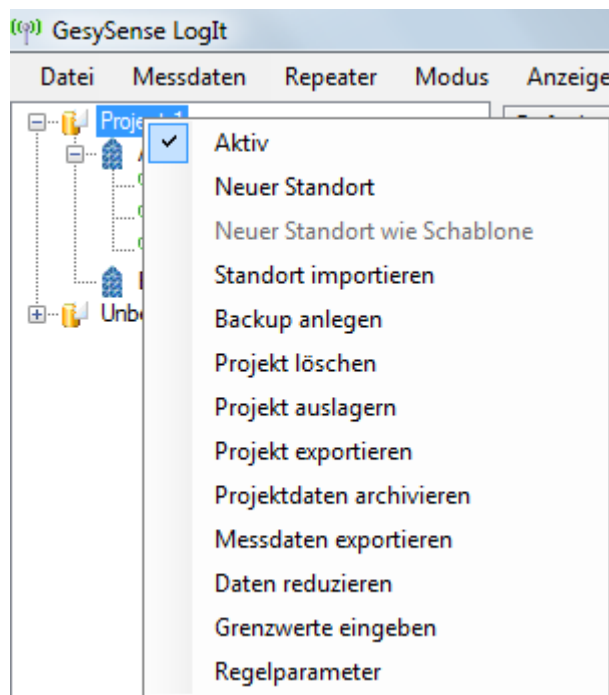 GesySense LogIt
Datei Messdaten Repeater Modus Anzeige
Aktiv
Neuer Standort
Neuer Standort wie Schablone
Standort importieren
Backup anlegen
Projekt löschen
Projekt auslagern
Projekt exportieren
Projektdaten archivieren
Messdaten exportieren
Daten reduzieren
Grenzwerte eingeben
Regelparameter